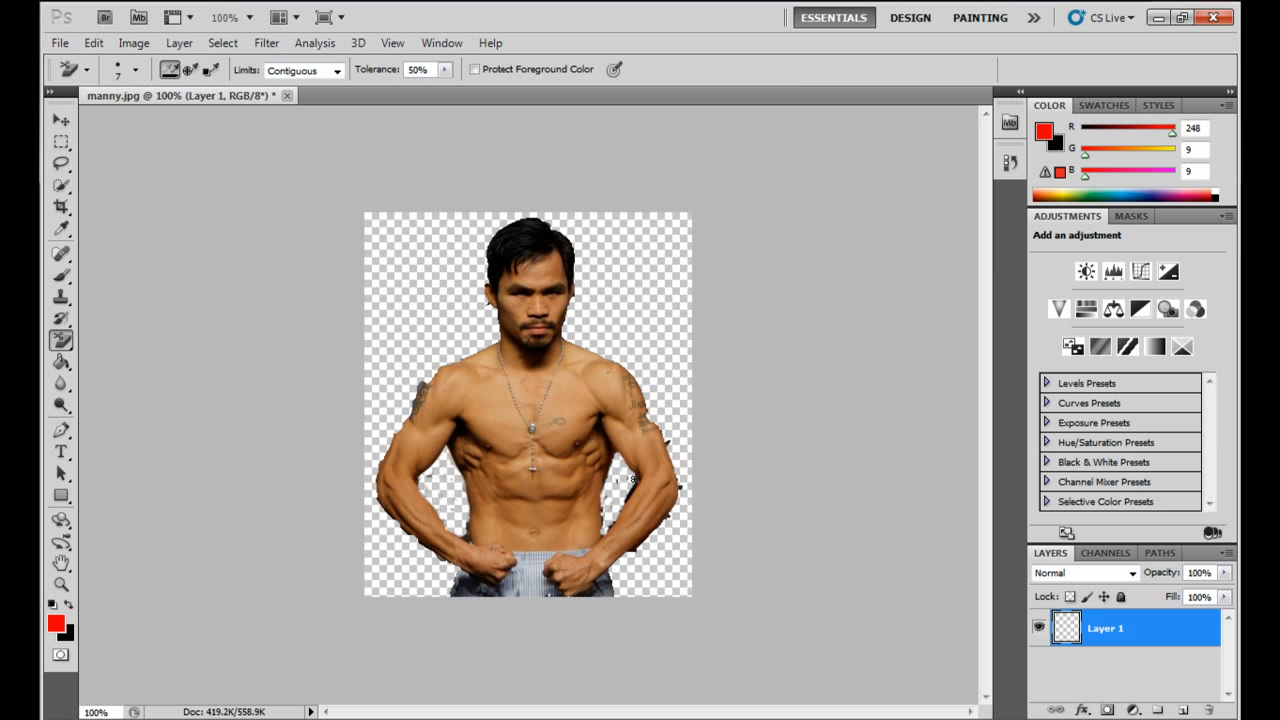 Ps Br Mb 100% ESSENTIALS DESIGN PAINTING CS Live
File Edit Image Layer Select Filter Analysis 3D View Window Help
7 Limits: Contiguous Tolerance: 50% Protect Foreground Color
manny.jpg @ 100% (Layer 1, RGB/8*) *
COLOR SWATCHES STYLES
Mb
R 248
G 9
B 9
ADJUSTMENTS MASKS
Add an adjustment
Levels Presets
Curves Presets
Exposure Presets
Hue/Saturation Presets
Black & White Presets
Channel Mixer Presets
Selective Color Presets
LAYERS CHANNELS PATHS
Normal Opacity: 100%
Lock: Fill: 100%
Layer 1
100% Doc: 419.2K/558.9K
fx